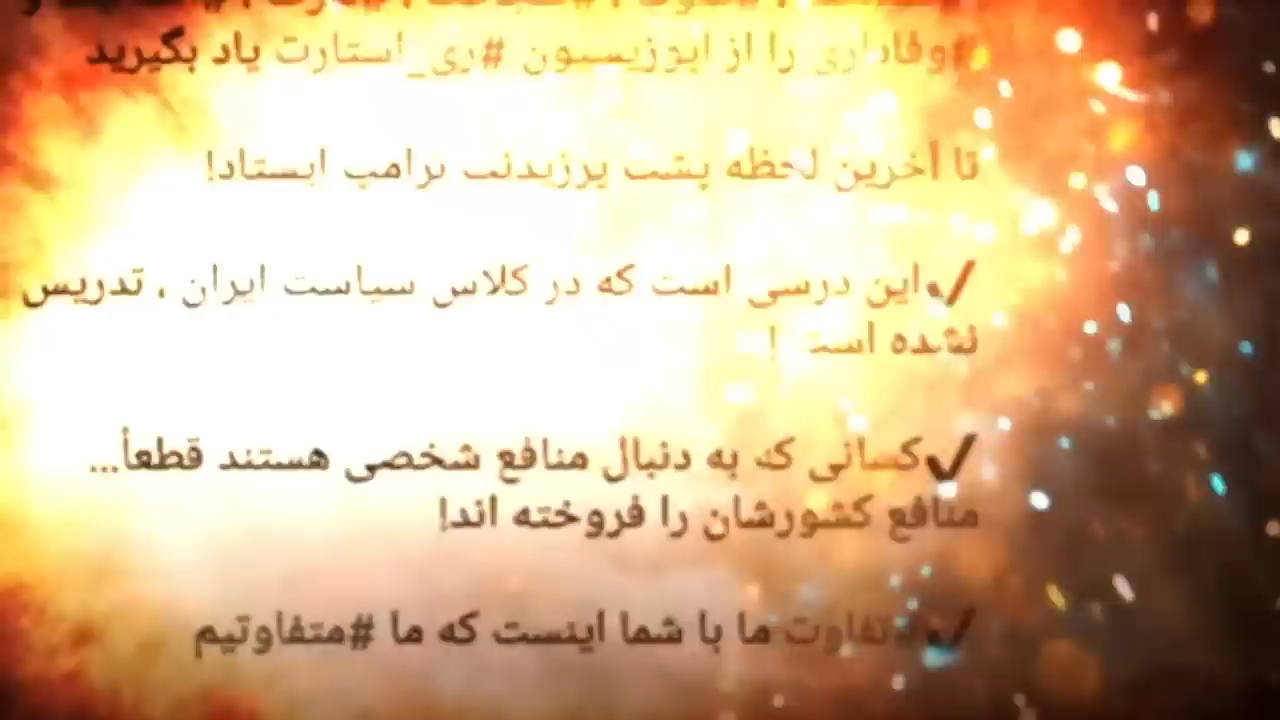 #وفاداری را از اپوزیسیون #ری_استارت یاد بگیرید
تا آخرین لحظه پشت پرزیدنت ترامپ ایستاد!
✔این درسی است که در کلاس سیاست ایران ، تدریس
نشده است !
✔کسانی که به دنبال منافع شخصی هستند قطعأ...
منافع کشورشان را فروخته اند!
✔#تفاوت ما با شما اینست که ما #متفاوتیم